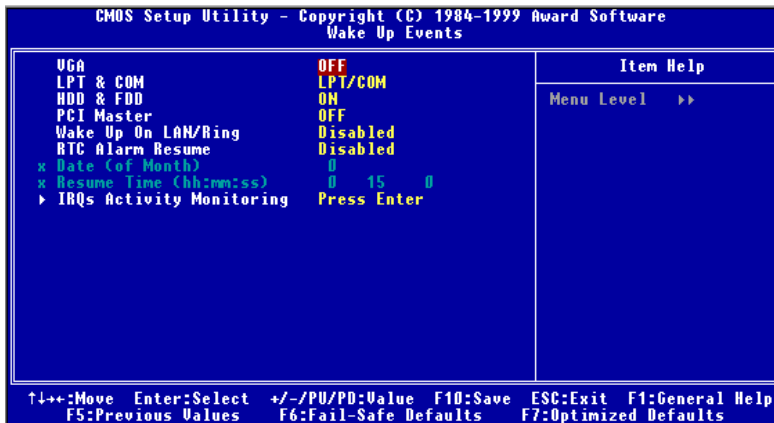 CMOS Setup Utility - Copyright (C) 1984-1999 Award Software
Wake Up Events
VGA OFF
LPT & COM LPT/COM
HDD & FDD ON
PCI Master OFF
Wake Up On LAN/Ring Disabled
RTC Alarm Resume Disabled
x Date (of Month) 0
x Resume Time (hh:mm:ss) 0 15 0
▸ IRQs Activity Monitoring Press Enter
Item Help
Menu Level ▸▸
↑↓→←:Move Enter:Select +/-/PU/PD:Value F10:Save ESC:Exit F1:General Help
F5:Previous Values F6:Fail-Safe Defaults F7:Optimized Defaults